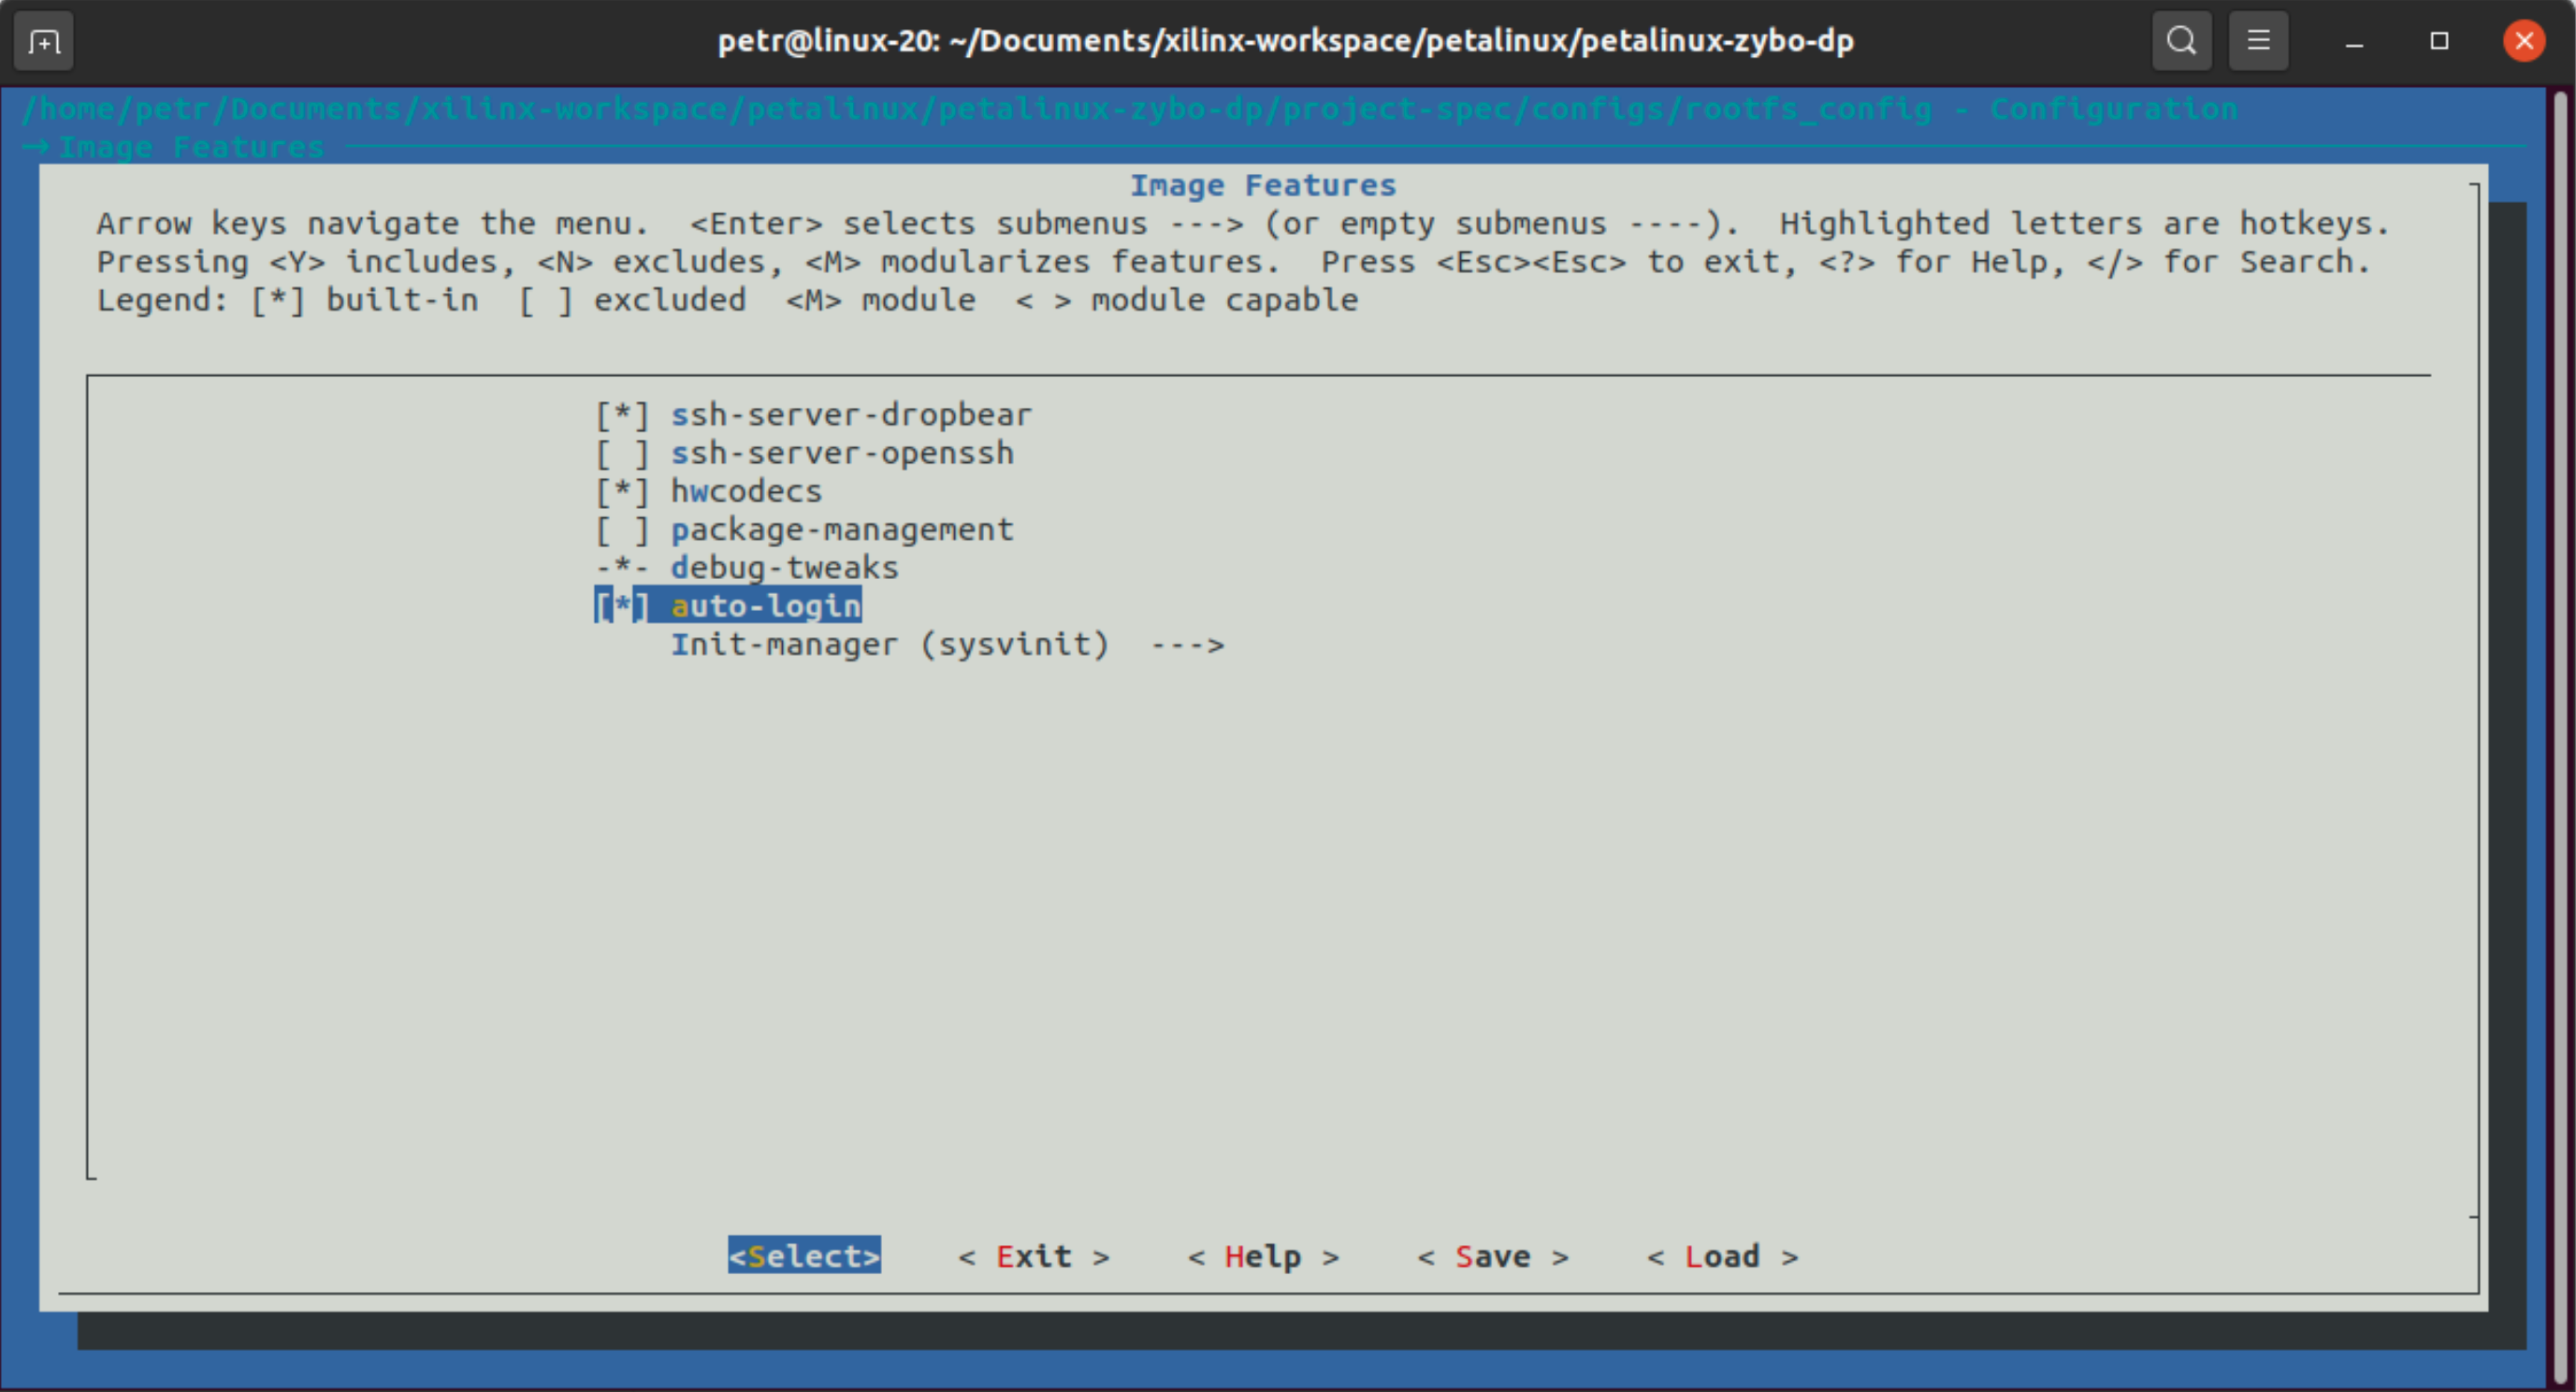 petr@linux-20: ~/Documents/xilinx-workspace/petalinux/petalinux-zybo-dp
/home/petr/Documents/xilinx-workspace/petalinux/petalinux-zybo-dp/project-spec/configs/rootfs_config - Configuration
→ Image Features
Image Features
Arrow keys navigate the menu.  <Enter> selects submenus ---> (or empty submenus ----).  Highlighted letters are hotkeys.
Pressing <Y> includes, <N> excludes, <M> modularizes features.  Press <Esc><Esc> to exit, <?> for Help, </> for Search.
Legend: [*] built-in  [ ] excluded  <M> module  < > module capable
[*] ssh-server-dropbear
[ ] ssh-server-openssh
[*] hwcodecs
[ ] package-management
-*- debug-tweaks
[*] auto-login
Init-manager (sysvinit)  --->
<Select>    < Exit >    < Help >    < Save >    < Load >